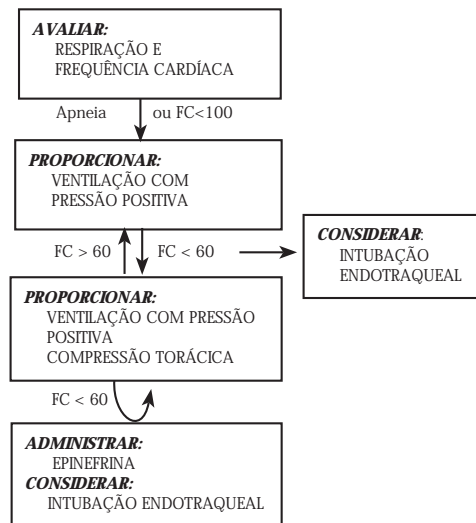 AVALIAR:
RESPIRAÇÃO E
FREQUÊNCIA CARDÍACA
Apneia ou FC<100
PROPORCIONAR:
VENTILAÇÃO COM
PRESSÃO POSITIVA
FC > 60 FC < 60
CONSIDERAR:
INTUBAÇÃO
ENDOTRAQUEAL
PROPORCIONAR:
VENTILAÇÃO COM PRESSÃO
POSITIVA
COMPRESSÃO TORÁCICA
FC < 60
ADMINISTRAR:
EPINEFRINA
CONSIDERAR:
INTUBAÇÃO ENDOTRAQUEAL